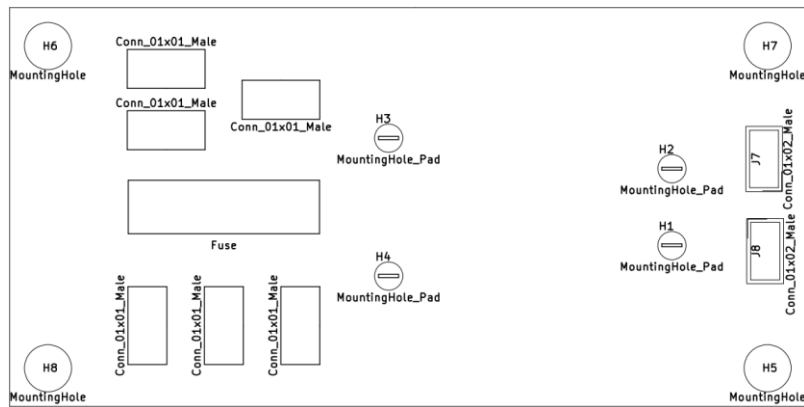 H6
MountingHole
Conn_01x01_Male
Conn_01x01_Male
Conn_01x01_Male
H3
MountingHole_Pad
H7
MountingHole
H2
MountingHole_Pad
J7
Conn_01x02_Male
Fuse
H1
MountingHole_Pad
J8
Conn_01x02_Male
H4
MountingHole_Pad
Conn_01x01_Male
Conn_01x01_Male
Conn_01x01_Male
H8
MountingHole
H5
MountingHole